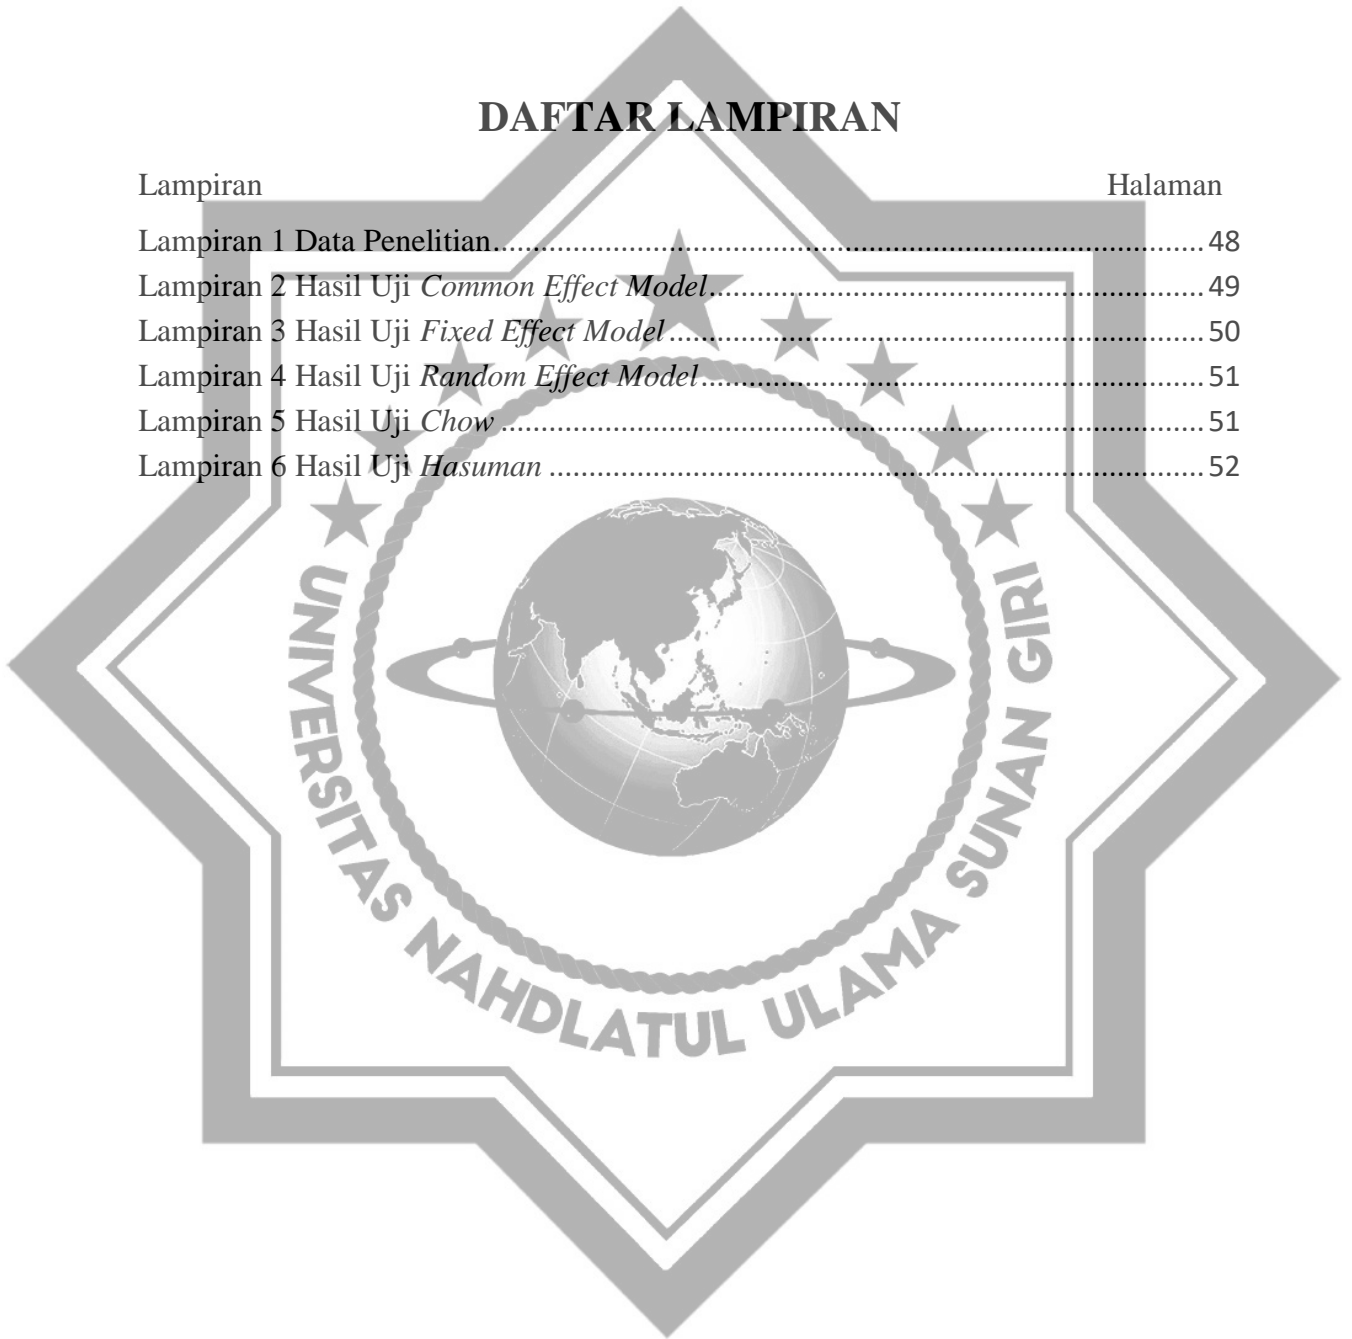 DAFTAR LAMPIRAN
Lampiran Halaman
Lampiran 1 Data Penelitian........................................................................................48
Lampiran 2 Hasil Uji Common Effect Model.............................................................49
Lampiran 3 Hasil Uji Fixed Effect Model..................................................................50
Lampiran 4 Hasil Uji Random Effect Model..............................................................51
Lampiran 5 Hasil Uji Chow.......................................................................................51
Lampiran 6 Hasil Uji Hasuman.................................................................................52
UNIVERSITAS NAHDLATUL ULAMA SUNAN GIRI